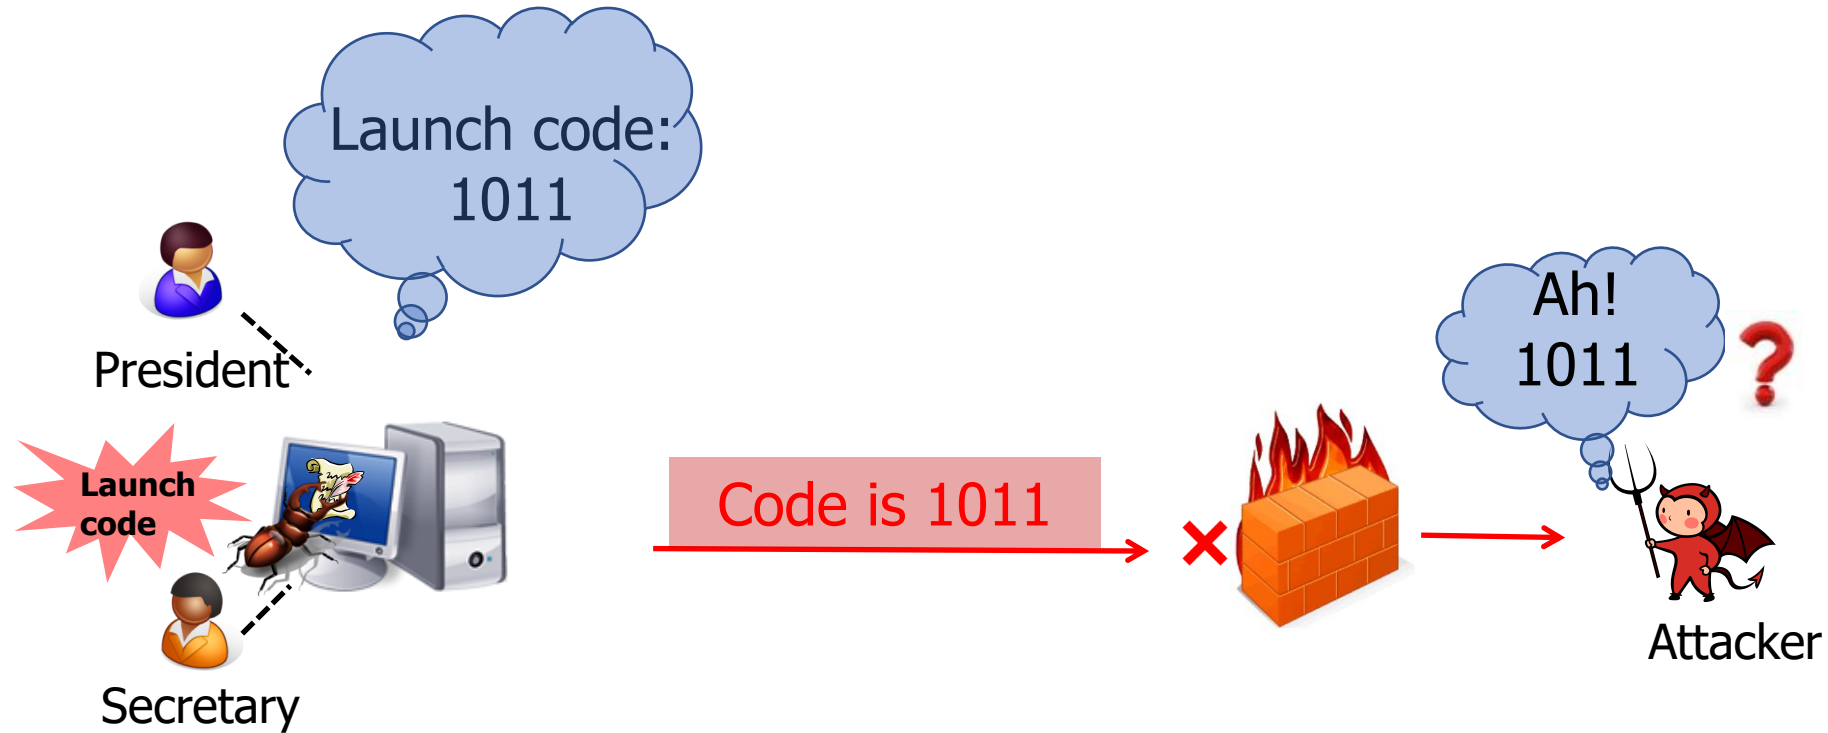 Launch code:
1011
President
Launch
code
Secretary
Code is 1011
Ah!
1011
Attacker